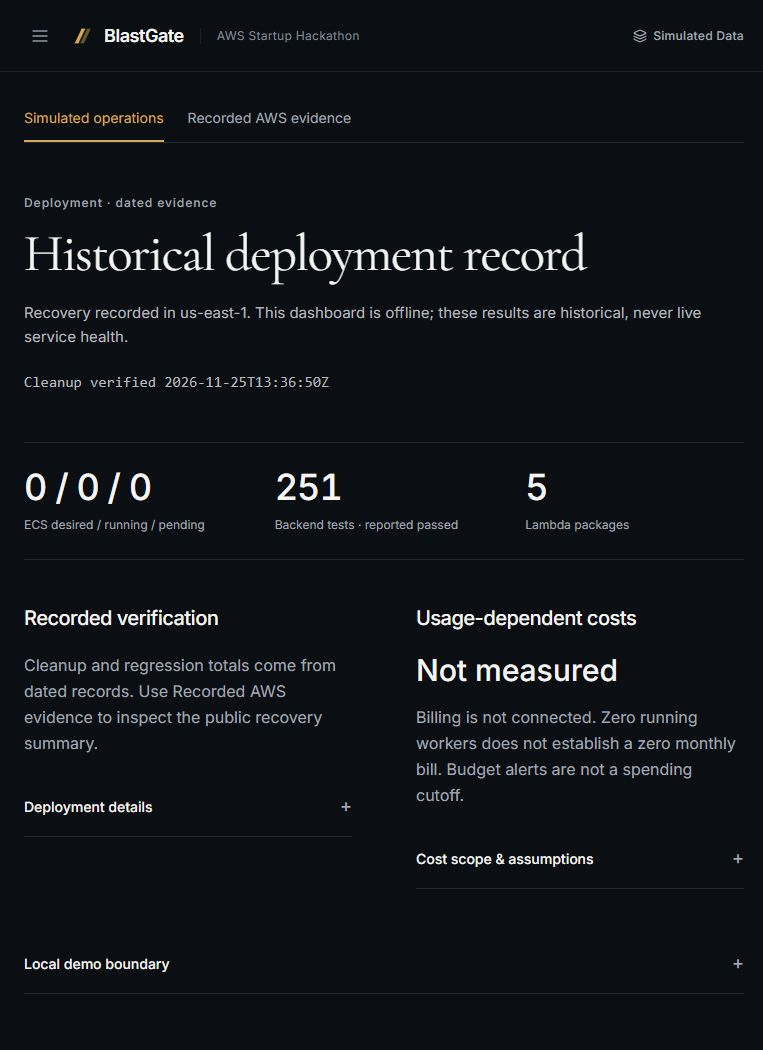 BlastGate
AWS Startup Hackathon
Simulated Data
Simulated operations
Recorded AWS evidence
Deployment · dated evidence
Historical deployment record
Recovery recorded in us-east-1. This dashboard is offline; these results are historical, never live
service health.
Cleanup verified 2026-11-25T13:36:50Z
0 / 0 / 0
ECS desired / running / pending
251
Backend tests · reported passed
5
Lambda packages
Recorded verification
Cleanup and regression totals come from
dated records. Use Recorded AWS
evidence to inspect the public recovery
summary.
Deployment details +
Usage-dependent costs
Not measured
Billing is not connected. Zero running
workers does not establish a zero monthly
bill. Budget alerts are not a spending
cutoff.
Cost scope & assumptions +
Local demo boundary +